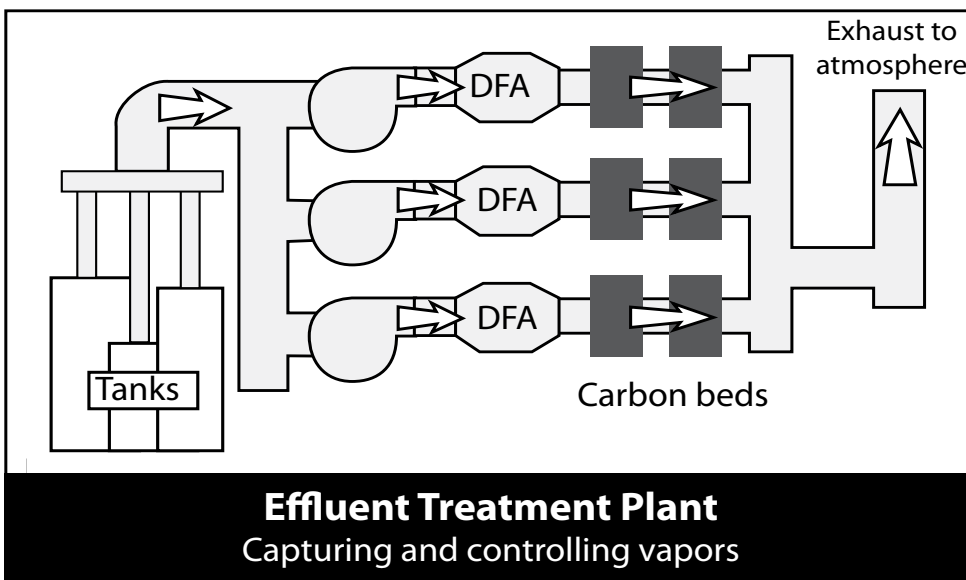 Exhaust to
atmosphere
DFA
DFA
DFA
Tanks
Carbon beds
Effluent Treatment Plant
Capturing and controlling vapors